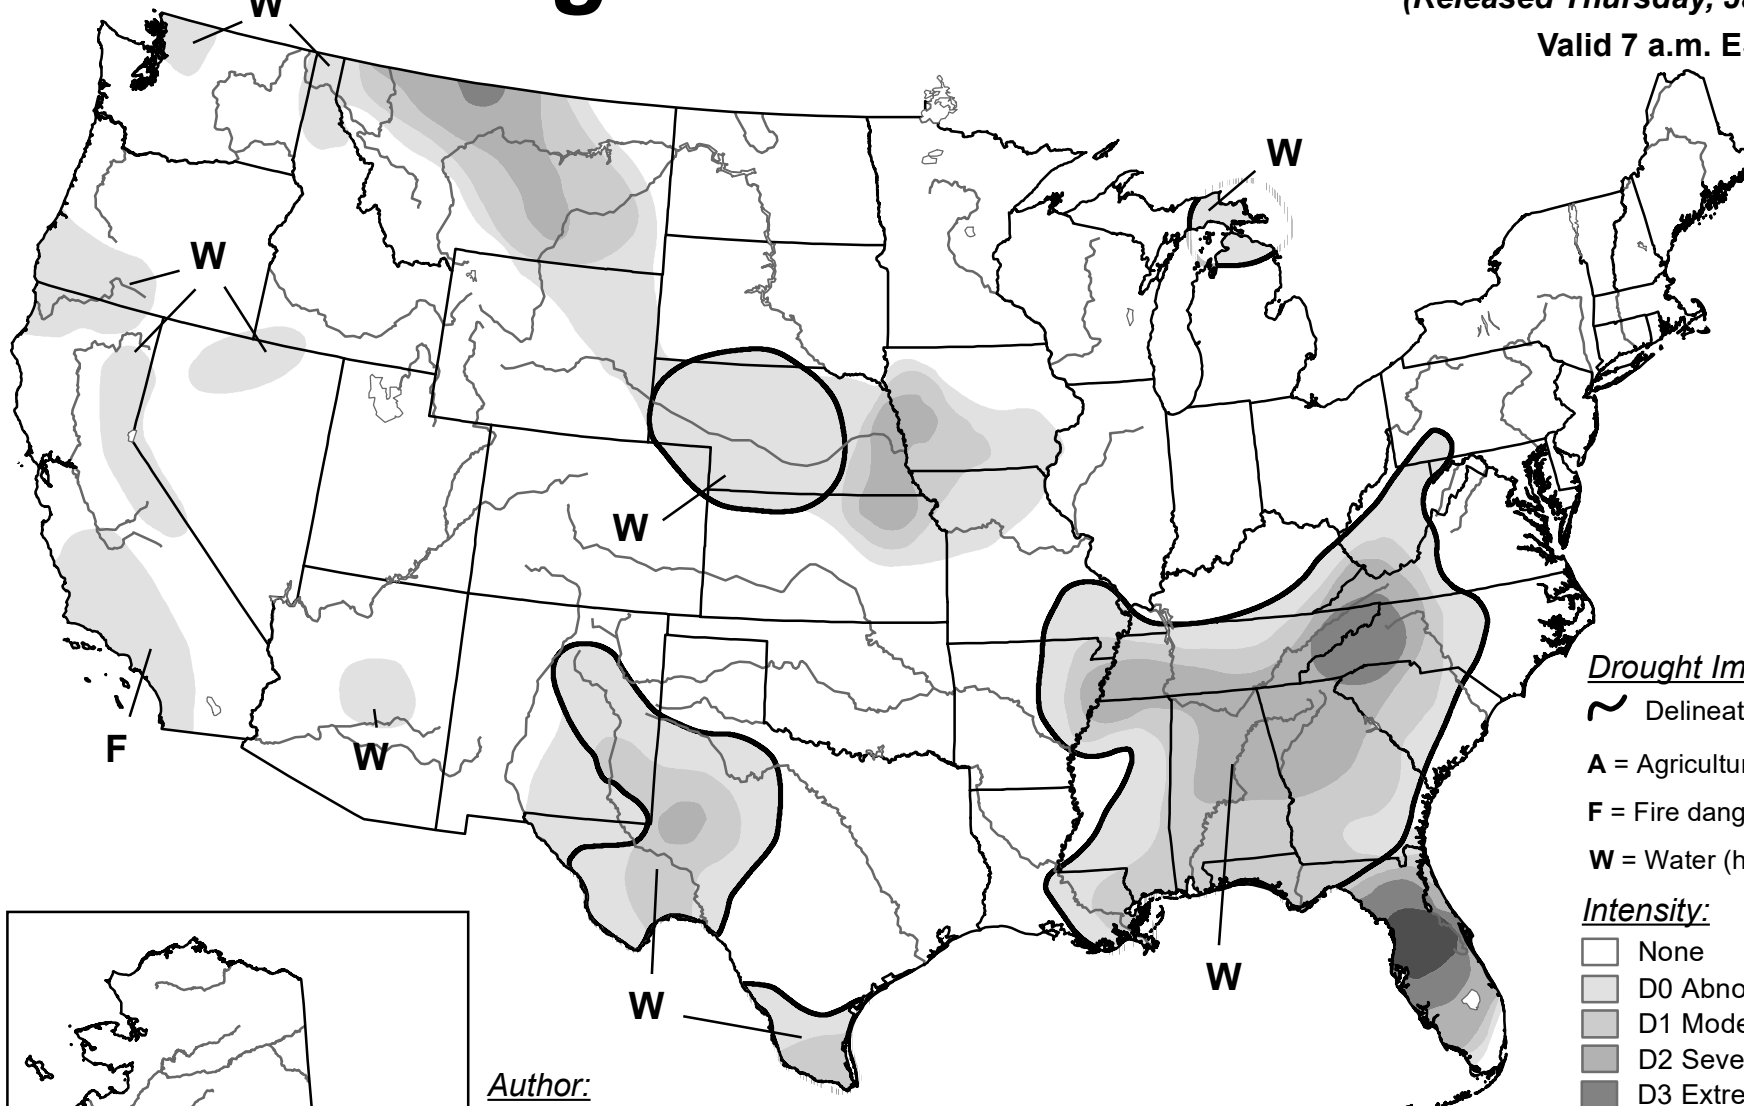 g
(Released Thursday, Ja
Valid 7 a.m. E
W
W
W
W
F
W
W
W
W
Drought Im
Delineat
A = Agricultur
F = Fire dang
W = Water (h
Intensity:
None
D0 Abno
D1 Mode
D2 Seve
D3 Extre
Author: